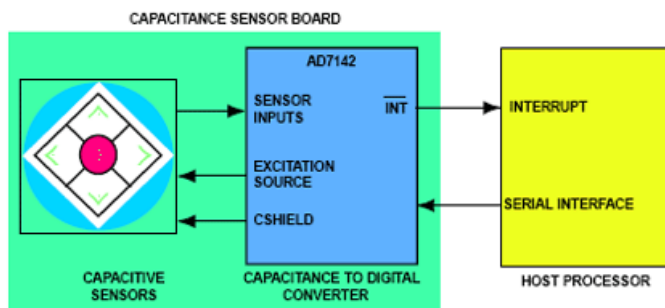 CAPACITANCE SENSOR BOARD
AD7142
SENSOR
INPUTS
INT
INTERRUPT
EXCITATION
SOURCE
CSHIELD
SERIAL INTERFACE
CAPACITIVE
SENSORS
CAPACITANCE TO DIGITAL
CONVERTER
HOST PROCESSOR